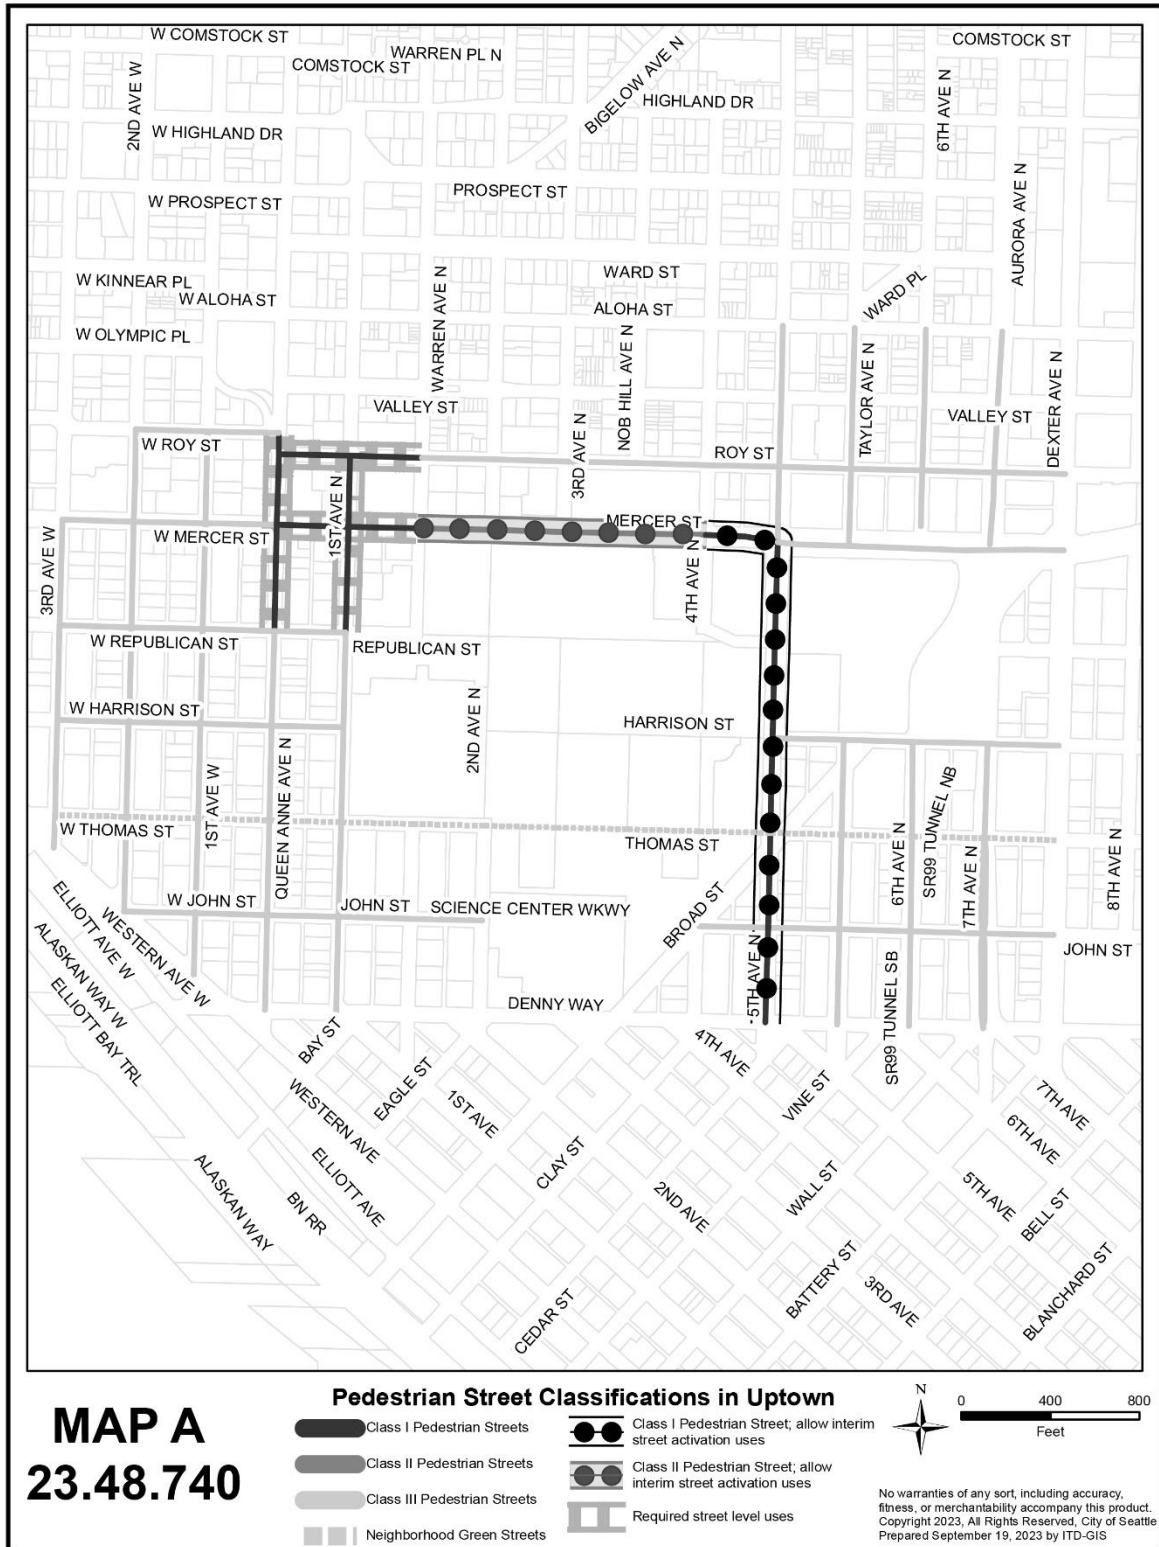 W COMSTOCK ST
WARREN PL N
COMSTOCK ST
BIGELOW AVE N
COMSTOCK ST
2ND AVE W
HIGHLAND DR
6TH AVE N
W HIGHLAND DR
W PROSPECT ST
PROSPECT ST
AURORA AVE N
W KINNEAR PL
W ALOHA ST
WARREN AVE N
WARD ST
ALOHA ST
WARD PL
W OLYMPIC PL
NOB HILL AVE N
TAYLOR AVE N
DEXTER AVE N
VALLEY ST
VALLEY ST
3RD AVE N
W ROY ST
ROY ST
1ST AVE N
W MERCER ST
MERCER ST
3RD AVE W
4TH AVE N
W REPUBLICAN ST
REPUBLICAN ST
W HARRISON ST
2ND AVE N
HARRISON ST
QUEEN ANNE AVE N
1ST AVE W
SR99 TUNNEL NB
W THOMAS ST
THOMAS ST
6TH AVE N
7TH AVE N
8TH AVE N
W JOHN ST
JOHN ST
SCIENCE CENTER WKWY
BROAD ST
JOHN ST
WESTERN AVE W
ELLIOTT AVE W
ALASKAN WAY W
ELLIOTT BAY TRL
5TH AVE N
SR99 TUNNEL SB
DENNY WAY
BAY ST
4TH AVE
EAGLE ST
VINE ST
7TH AVE
WESTERN AVE
1ST AVE
6TH AVE
ELLIOTT AVE
CLAY ST
WALL ST
5TH AVE
BELL ST
ALASKAN WAY
BN RR
2ND AVE
BATTERY ST
3RD AVE
BLANCHARD ST
CEDAR ST
MAP A
23.48.740
Pedestrian Street Classifications in Uptown
Class I Pedestrian Streets
Class II Pedestrian Streets
Class III Pedestrian Streets
Neighborhood Green Streets
Class I Pedestrian Street; allow interim
street activation uses
Class II Pedestrian Street; allow
interim street activation uses
Required street level uses
N
0 400 800
Feet
No warranties of any sort, including accuracy,
fitness, or merchantability accompany this product.
Copyright 2023, All Rights Reserved, City of Seattle
Prepared September 19, 2023 by ITD-GIS